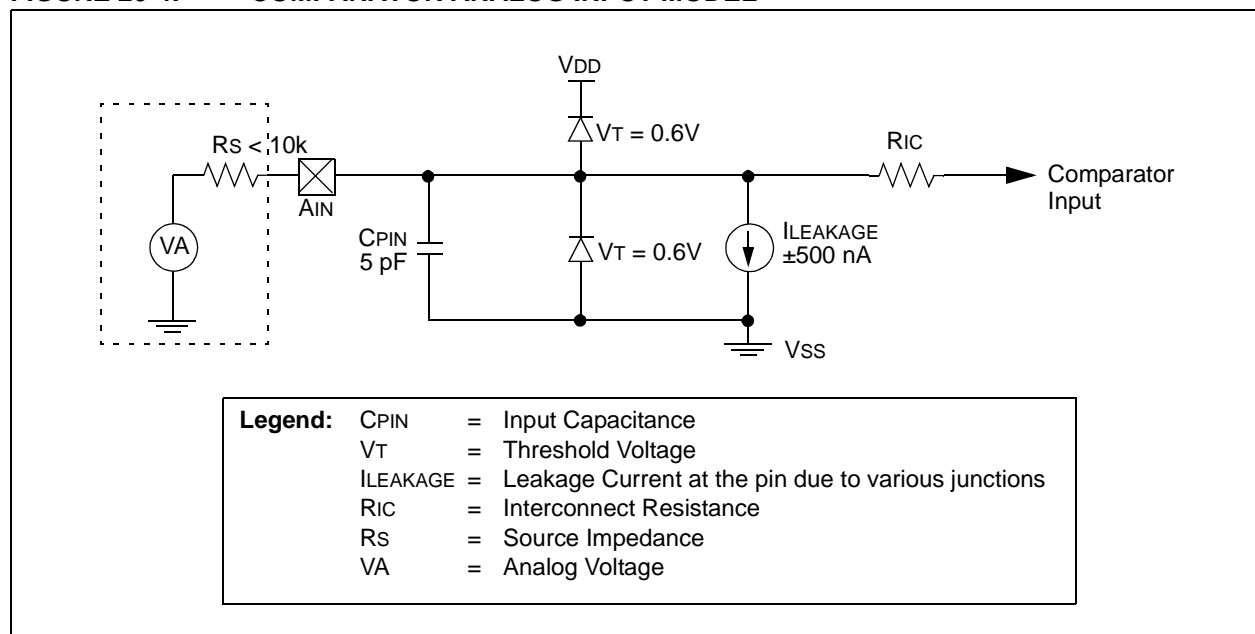 VDD
VT = 0.6V
RS < 10k
RIC
AIN
Comparator
Input
VA
CPIN
5 pF
VT = 0.6V
ILEAKAGE
±500 nA
VSS
Legend: CPIN = Input Capacitance
VT = Threshold Voltage
ILEAKAGE = Leakage Current at the pin due to various junctions
RIC = Interconnect Resistance
RS = Source Impedance
VA = Analog Voltage